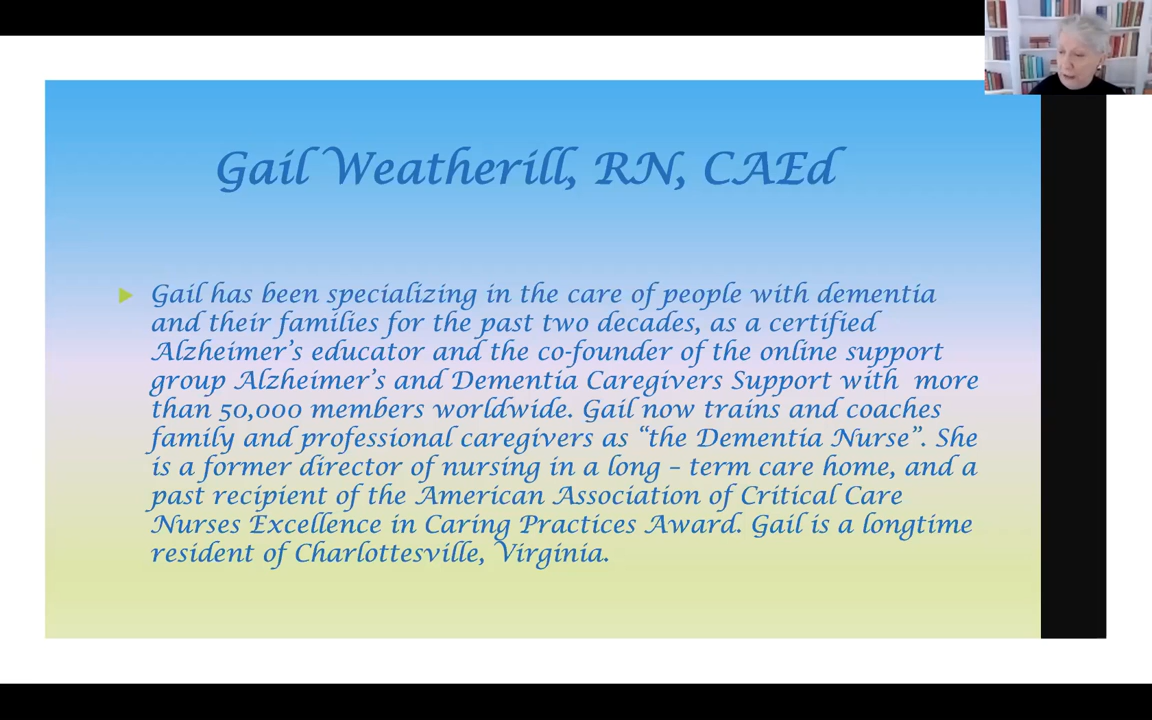 Gail Weatherill, RN, CAEd
Gail has been specializing in the care of people with dementia
and their families for the past two decades, as a certified
Alzheimer’s educator and the co-founder of the online support
group Alzheimer’s and Dementia Caregivers Support with  more
than 50,000 members worldwide. Gail now trains and coaches
family and professional caregivers as “the Dementia Nurse”. She
is a former director of nursing in a long – term care home, and a
past recipient of the American Association of Critical Care
Nurses Excellence in Caring Practices Award. Gail is a longtime
resident of Charlottesville, Virginia.